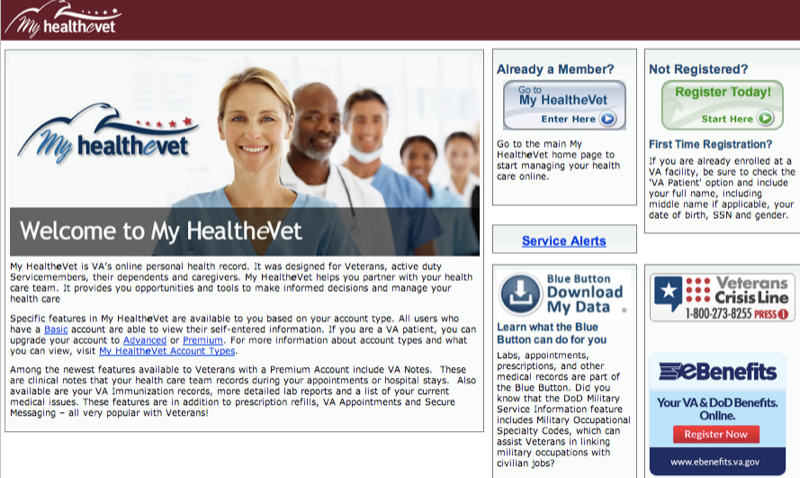 My healthevet
My healthevet
Welcome to My HealtheVet
My HealtheVet is VA's online personal health record. It was designed for Veterans, active duty
Servicemembers, their dependents and caregivers. My HealtheVet helps you partner with your health
care team. It provides you opportunities and tools to make informed decisions and manage your
health care
Specific features in My HealtheVet are available to you based on your account type. All users who
have a Basic account are able to view their self-entered information. If you are a VA patient, you can
upgrade your account to Advanced or Premium. For more information about account types and what
you can view, visit My HealtheVet Account Types.
Among the newest features available to Veterans with a Premium Account include VA Notes. These
are clinical notes that your health care team records during your appointments or hospital stays. Also
available are your VA Immunization records, more detailed lab reports and a list of your current
medical issues. These features are in addition to prescription refills, VA Appointments and Secure
Messaging – all very popular with Veterans!
Already a Member?
Go to
My HealtheVet
Enter Here
Go to the main My
HealtheVet home page to
start managing your health
care online.
Service Alerts
Blue Button
Download
My Data
Learn what the Blue
Button can do for you
Labs, appointments,
prescriptions, and other
medical records are part of
the Blue Button. Did you
know that the DoD Military
Service Information feature
includes Military Occupational
Specialty Codes, which can
assist Veterans in linking
military occupations with
civilian jobs?
Not Registered?
Register Today!
Start Here
First Time Registration?
If you are already enrolled at a
VA facility, be sure to check the
'VA Patient' option and include
your full name, including
middle name if applicable, your
date of birth, SSN and gender.
Veterans
Crisis Line
1-800-273-8255 PRESS 1
eBenefits
Your VA & DoD Benefits.
Online.
Register Now
www.ebenefits.va.gov